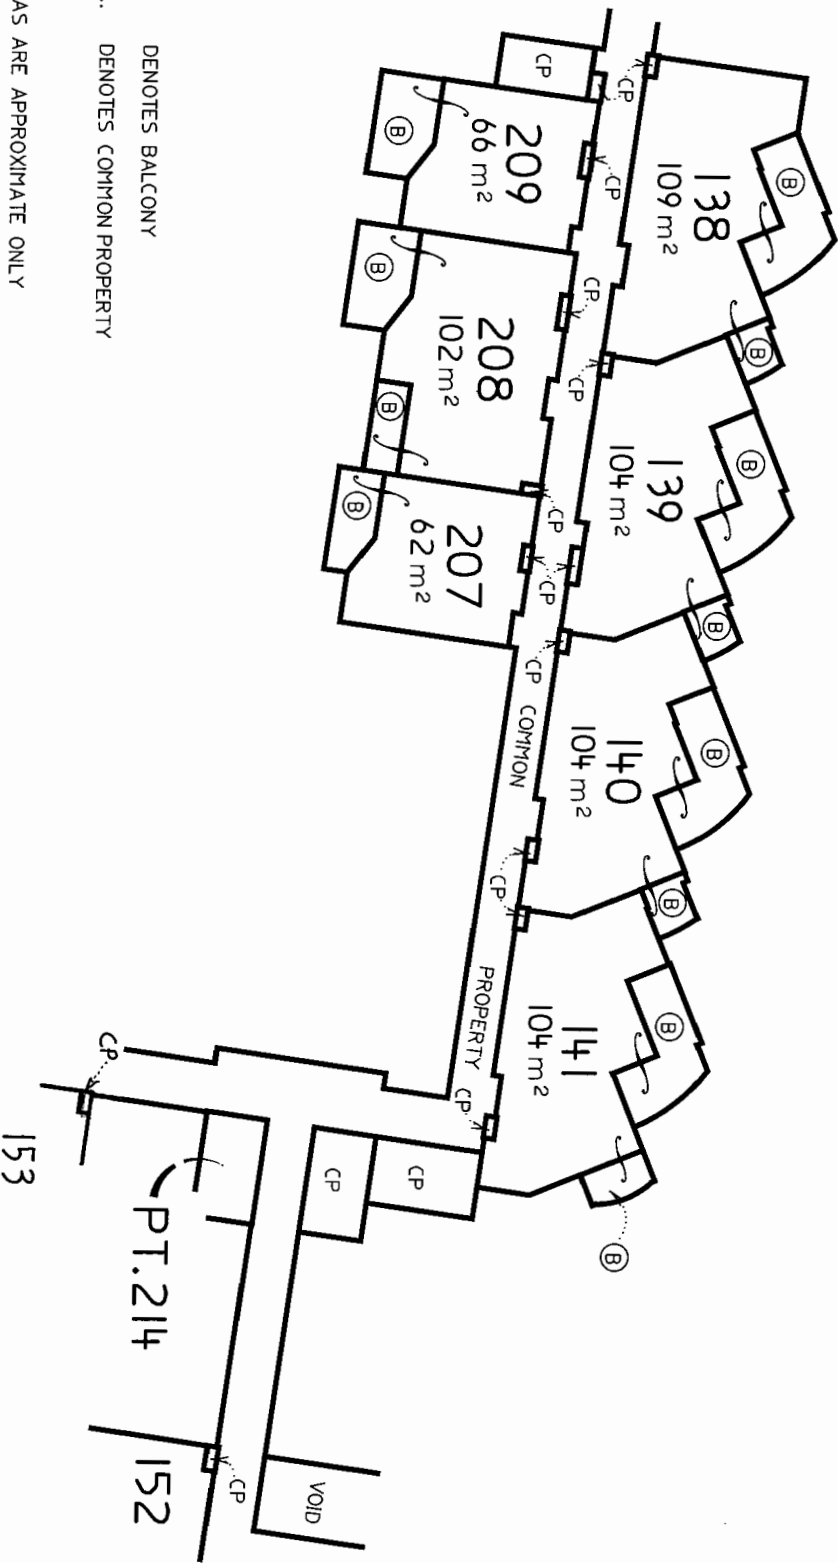 138
109 m²
139
104 m²
140
104 m²
141
104 m²
209
66 m²
208
102 m²
207
62 m²
B
B
B
B
B
B
B
B
B
B
B
B
CP
CP
CP
CP
CP
CP
CP
CP
CP
CP
CP
CP
CP
CP
COMMON
PROPERTY
VOID
PT.214
152
153
DENOTES BALCONY
. DENOTES COMMON PROPERTY
AS ARE APPROXIMATE ONLY